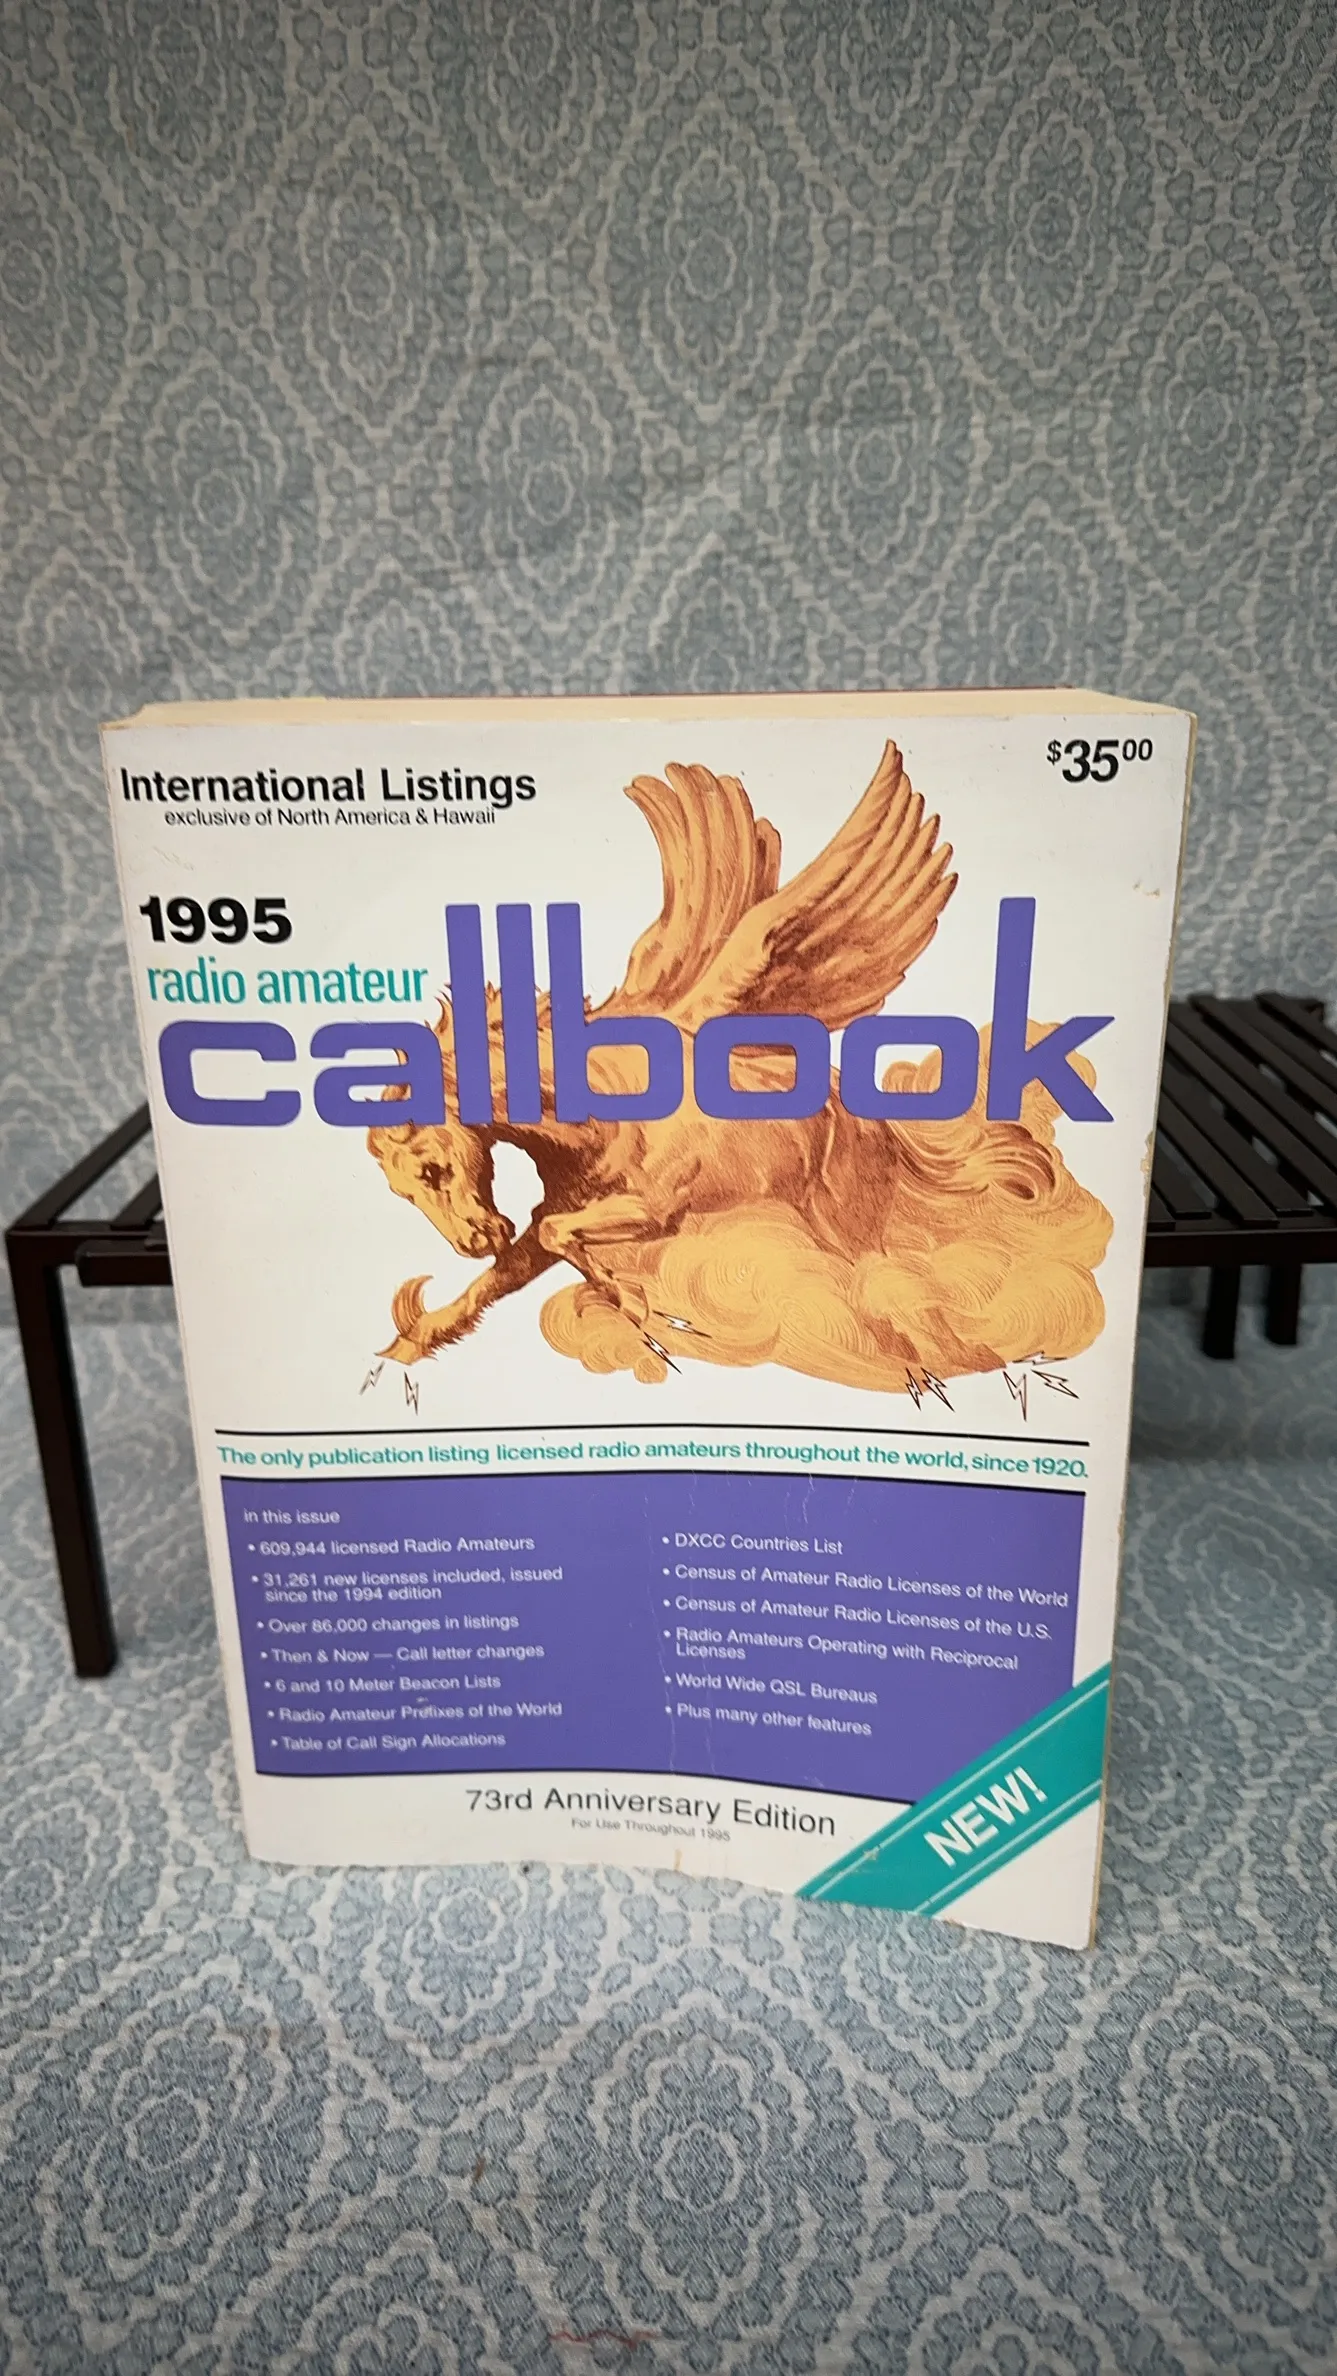 International Listings
exclusive of North America & Hawaii
$35⁰⁰
1995
radio amateur
callbook
The only publication listing licensed radio amateurs throughout the world, since 1920.
in this issue
• 609,944 licensed Radio Amateurs
• 31,261 new licenses included, issued
since the 1994 edition
• Over 86,000 changes in listings
• Then & Now — Call letter changes
• 6 and 10 Meter Beacon Lists
• Radio Amateur Prefixes of the World
• Table of Call Sign Allocations
• DXCC Countries List
• Census of Amateur Radio Licenses of the World
• Census of Amateur Radio Licenses of the U.S.
• Radio Amateurs Operating with Reciprocal
Licenses
• World Wide QSL Bureaus
• Plus many other features
73rd Anniversary Edition
For Use Throughout 1995
NEW!